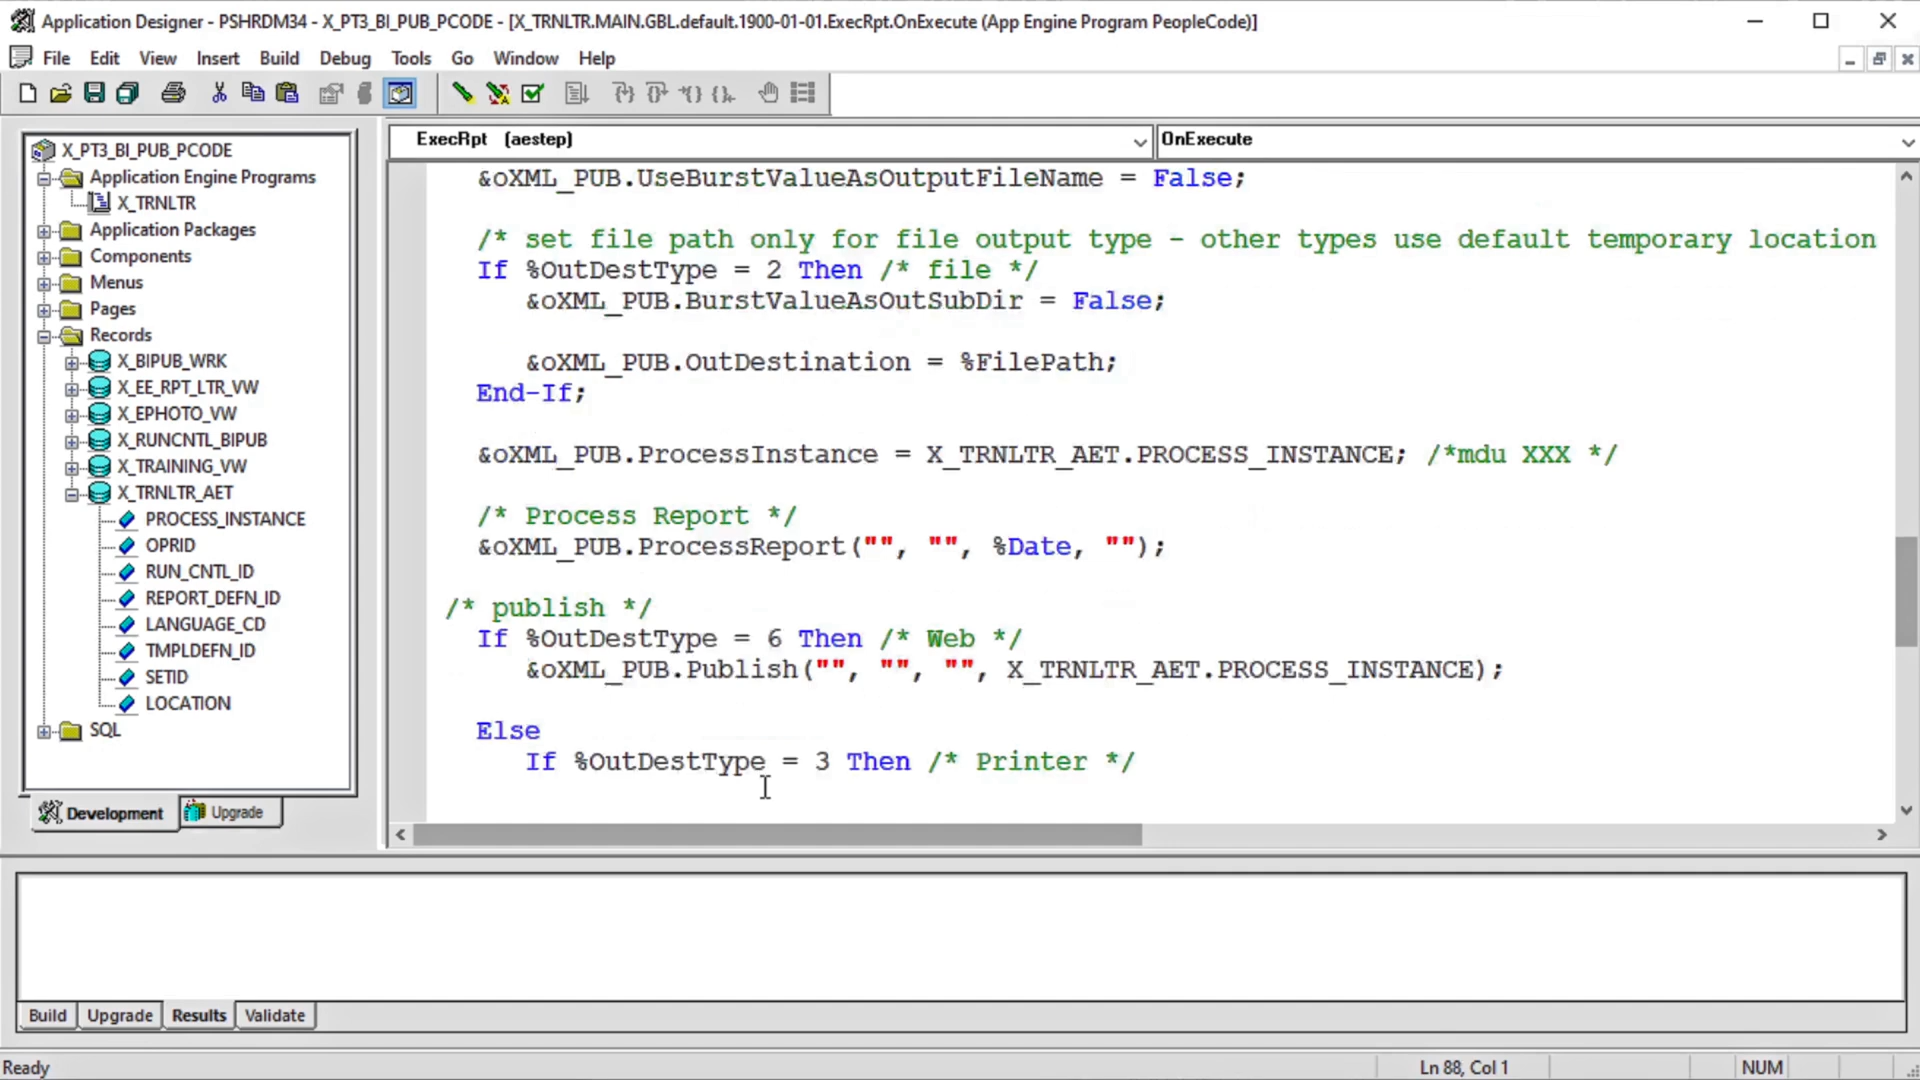 Application Designer - PSHRDM34 - X_PT3_BI_PUB_PCODE - [X_TRNLTR.MAIN.GBL.default.1900-01-01.ExecRpt.OnExecute (App Engine Program PeopleCode)]
File Edit View Insert Build Debug Tools Go Window Help
X_PT3_BI_PUB_PCODE
Application Engine Programs
X_TRNLTR
Application Packages
Components
Menus
Pages
Records
X_BIPUB_WRK
X_EE_RPT_LTR_VW
X_EPHOTO_VW
X_RUNCNTL_BIPUB
X_TRAINING_VW
X_TRNLTR_AET
PROCESS_INSTANCE
OPRID
RUN_CNTL_ID
REPORT_DEFN_ID
LANGUAGE_CD
TMPLDEFN_ID
SETID
LOCATION
SQL
Development Upgrade
ExecRpt (aestep) OnExecute
&oXML_PUB.UseBurstValueAsOutputFileName = False;
/* set file path only for file output type - other types use default temporary location
If %OutDestType = 2 Then /* file */
&oXML_PUB.BurstValueAsOutSubDir = False;
&oXML_PUB.OutDestination = %FilePath;
End-If;
&oXML_PUB.ProcessInstance = X_TRNLTR_AET.PROCESS_INSTANCE; /*mdu XXX */
/* Process Report */
&oXML_PUB.ProcessReport("", "", %Date, "");
/* publish */
If %OutDestType = 6 Then /* Web */
&oXML_PUB.Publish("", "", "", X_TRNLTR_AET.PROCESS_INSTANCE);
Else
If %OutDestType = 3 Then /* Printer */
Build Upgrade Results Validate
Ready Ln 88, Col 1 NUM